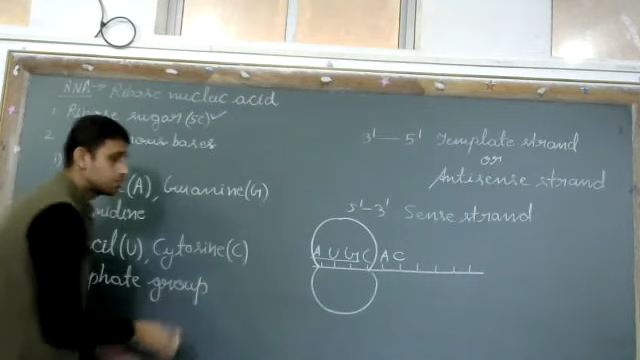 RNA → Ribose nucleic acid
1. Ribose sugar (5C) ✓
2. ous bases
(A), Guanine (G)
midine
cil (U), Cytosine (C)
phate group
3' — 5' Template strand
or
Antisense strand
5' – 3' Sense strand
A U G C A C